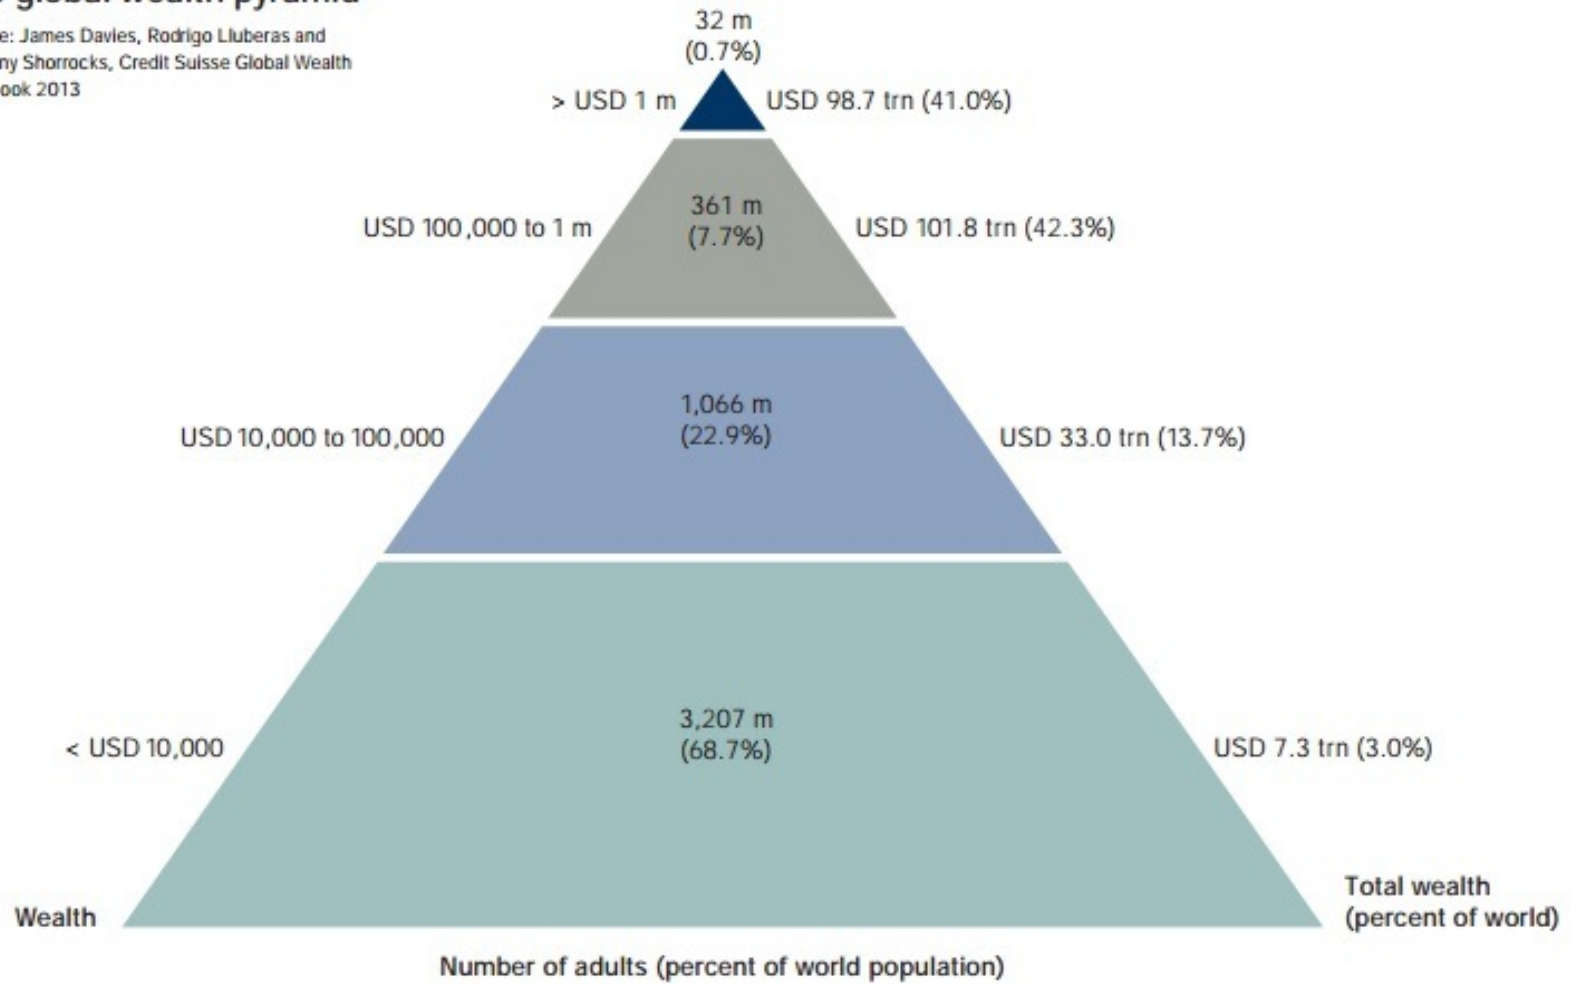 global wealth pyramid
e: James Davies, Rodrigo Lluberas and
ny Shorrocks, Credit Suisse Global Wealth
ook 2013
32 m
(0.7%)
> USD 1 m
USD 98.7 trn (41.0%)
361 m
(7.7%)
USD 100,000 to 1 m
USD 101.8 trn (42.3%)
1,066 m
(22.9%)
USD 10,000 to 100,000
USD 33.0 trn (13.7%)
3,207 m
(68.7%)
< USD 10,000
USD 7.3 trn (3.0%)
Wealth
Total wealth
(percent of world)
Number of adults (percent of world population)